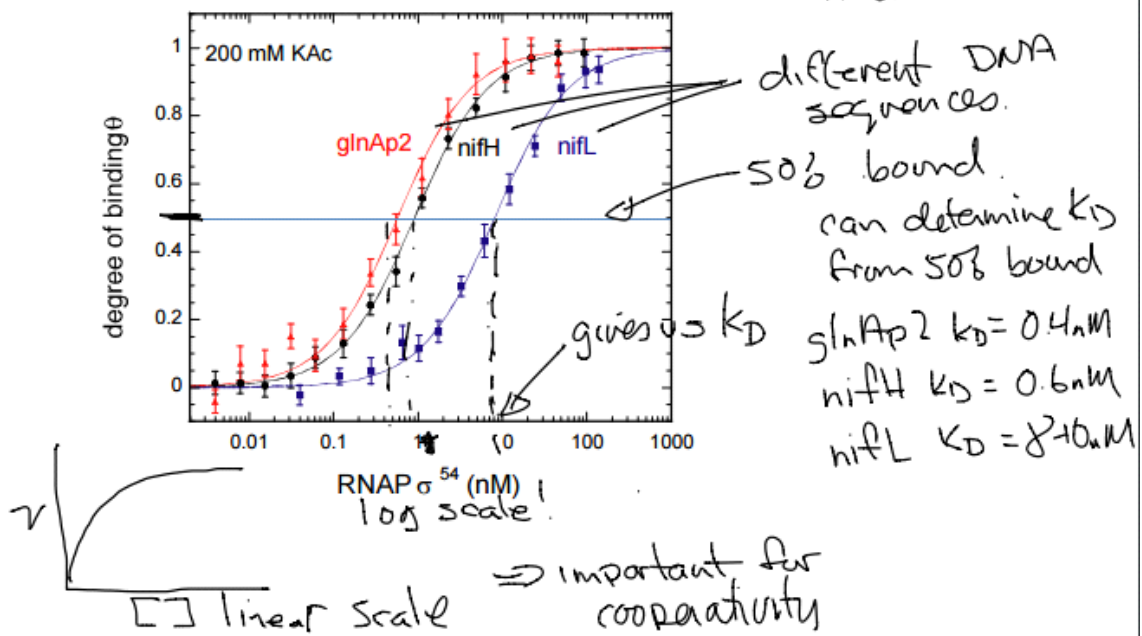 1
200 mM KAc
different DNA
sequences.
0.8
glnAp2
nifH
nifL
0.6
50% bound.
can determine KD
from 50% bound
degree of bindingθ
0.4
0.2
gives us KD
glnAp2 KD = 0.4nM
nifH KD = 0.6nM
0
nifL KD = 8-10nM
0.01 0.1 1 10 100 1000
RNAP σ 54 (nM)
log scale!
ν
[ ] linear scale
⇒ important for
cooperativity